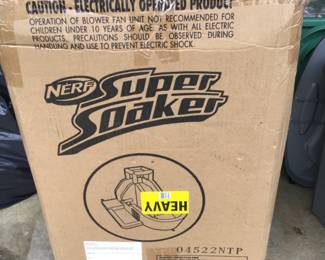 CAUTION - ELECTRICALLY OPERATED PRODUCT
OPERATION OF BLOWER FAN UNIT NOT RECOMMENDED FOR
CHILDREN UNDER 10 YEARS OF AGE. AS WITH ALL ELECTRIC
PRODUCTS, PRECAUTIONS SHOULD BE OBSERVED DURING
HANDLING AND USE TO PREVENT ELECTRIC SHOCK.
NERF
SUPER
SOAKER
HEAVY
04522NTP